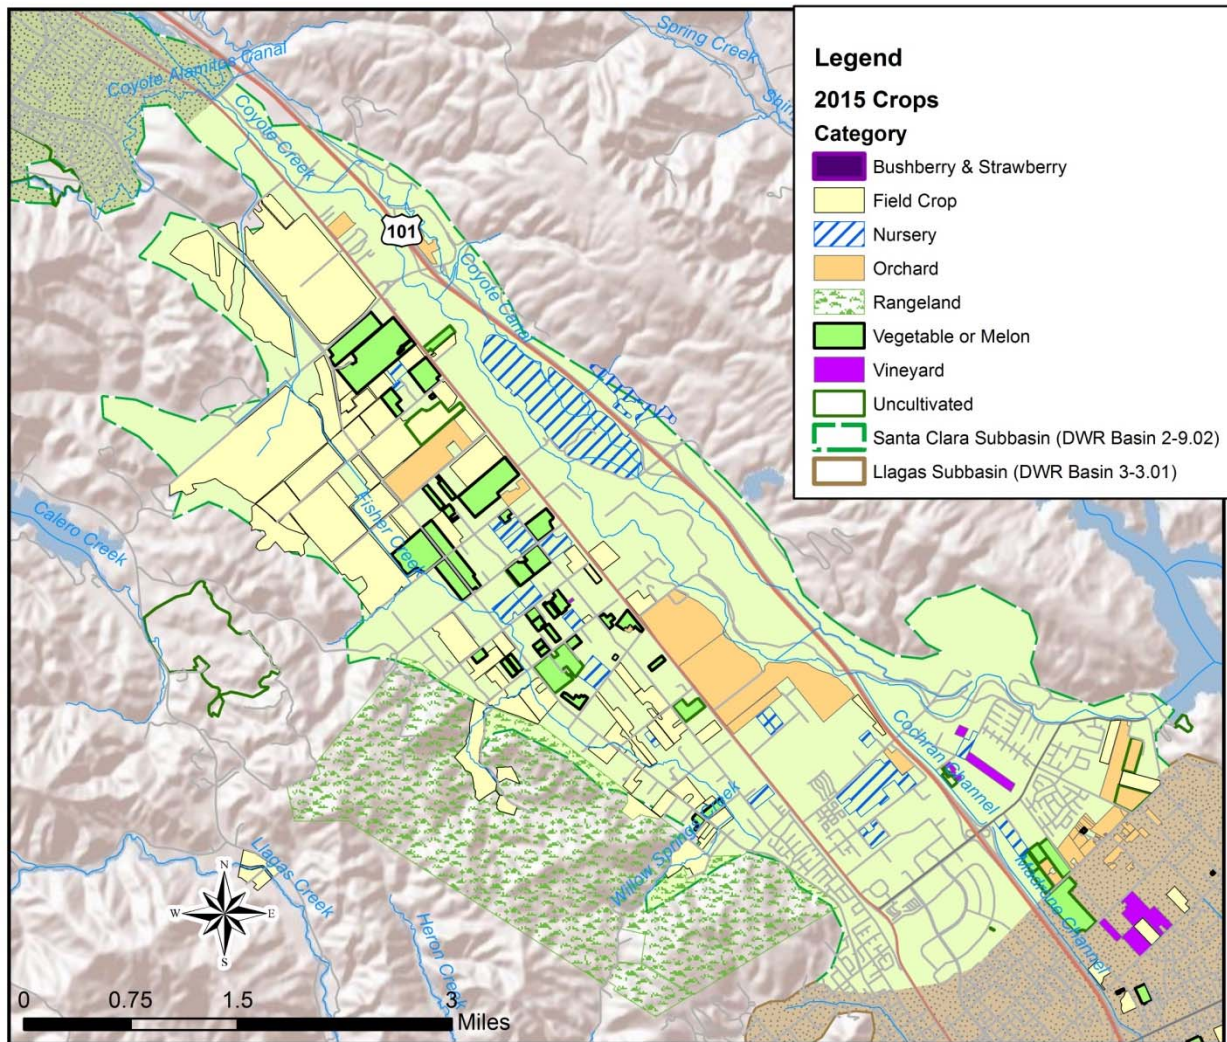 Coyote Alamitos Canal
Spring Creek
Coyote Creek
101
Coyote Canal
Calero Creek
Fisher Creek
Cochran Channel
Willow Springs Creek
Madrone Channel
Llagas Creek
Heron Creek
N
W
E
S
0
0.75
1.5
3
Miles
Legend
2015 Crops
Category
Bushberry & Strawberry
Field Crop
Nursery
Orchard
Rangeland
Vegetable or Melon
Vineyard
Uncultivated
Santa Clara Subbasin (DWR Basin 2-9.02)
Llagas Subbasin (DWR Basin 3-3.01)